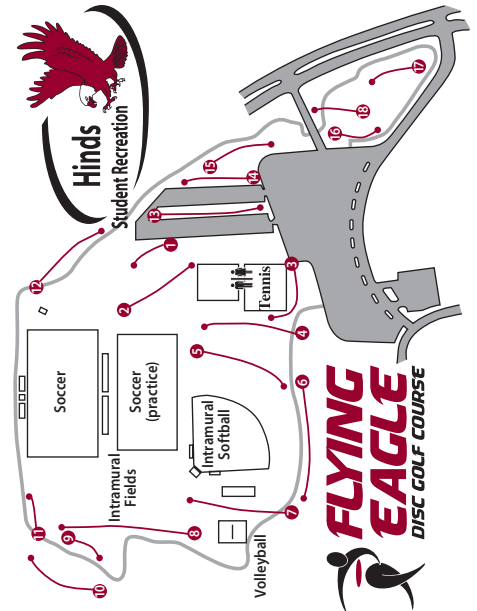 Hinds
Student Recreation
FLYING
EAGLE
DISC GOLF COURSE
Soccer
Soccer
(practice)
Intramural
Fields
Intramural
Softball
Volleyball
Tennis
1
2
3
4
5
6
7
8
9
10
11
12
13
14
15
16
17
18